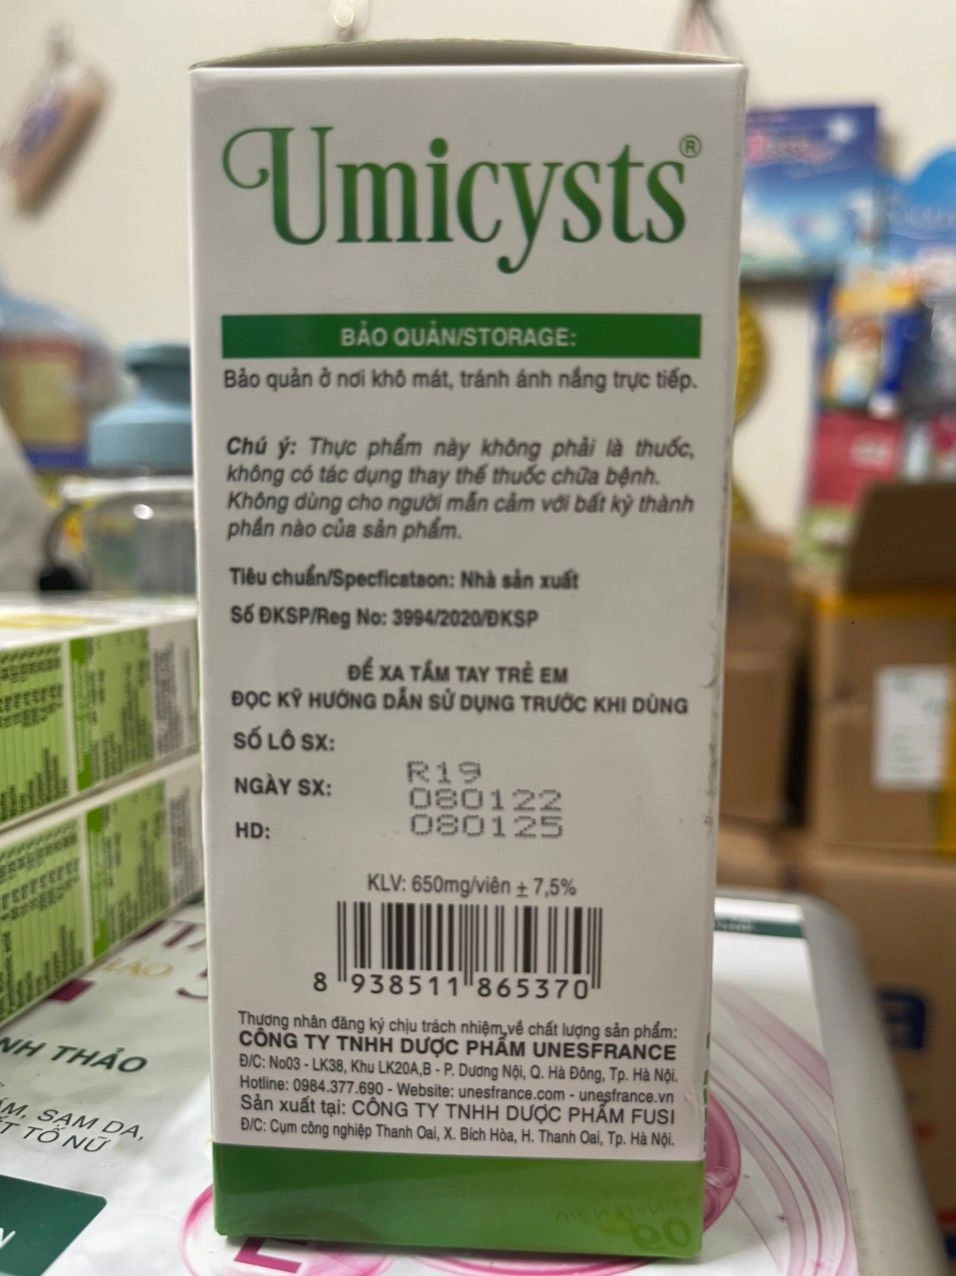 Umicysts®
BẢO QUẢN/STORAGE:
Bảo quản ở nơi khô mát, tránh ánh nắng trực tiếp.
Chú ý: Thực phẩm này không phải là thuốc,
không có tác dụng thay thế thuốc chữa bệnh.
Không dùng cho người mẫn cảm với bất kỳ thành
phần nào của sản phẩm.
Tiêu chuẩn/Specficataon: Nhà sản xuất
Số ĐKSP/Reg No: 3994/2020/ĐKSP
ĐỂ XA TẦM TAY TRẺ EM
ĐỌC KỸ HƯỚNG DẪN SỬ DỤNG TRƯỚC KHI DÙNG
SỐ LÔ SX: R19
NGÀY SX: 080122
HD: 080125
KLV: 650mg/viên ± 7,5%
8 938511 865370
Thương nhân đăng ký chịu trách nhiệm về chất lượng sản phẩm:
CÔNG TY TNHH DƯỢC PHẨM UNESFRANCE
Đ/C: No03 - LK38, Khu LK20A,B - P. Dương Nội, Q. Hà Đông, Tp. Hà Nội.
Hotline: 0984.377.690 - Website: unesfrance.com - unesfrance.vn
Sản xuất tại: CÔNG TY TNHH DƯỢC PHẨM FUSI
Đ/C: Cụm công nghiệp Thanh Oai, X. Bích Hòa, H. Thanh Oai, Tp. Hà Nội.
NH THẢO
ẨM, SẠM DA,
ẾT TỐ NỮ